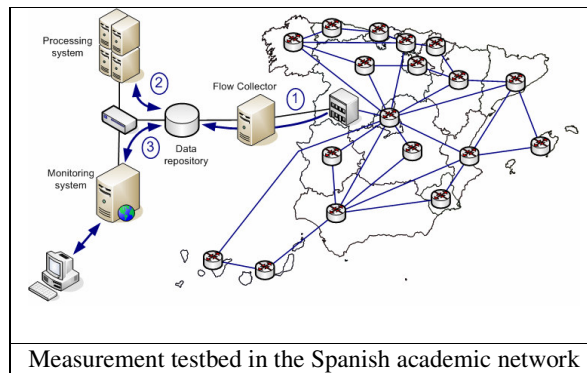 Processing
system
2
Flow Collector
1
3
Data
repository
Monitoring
system
Measurement testbed in the Spanish academic network